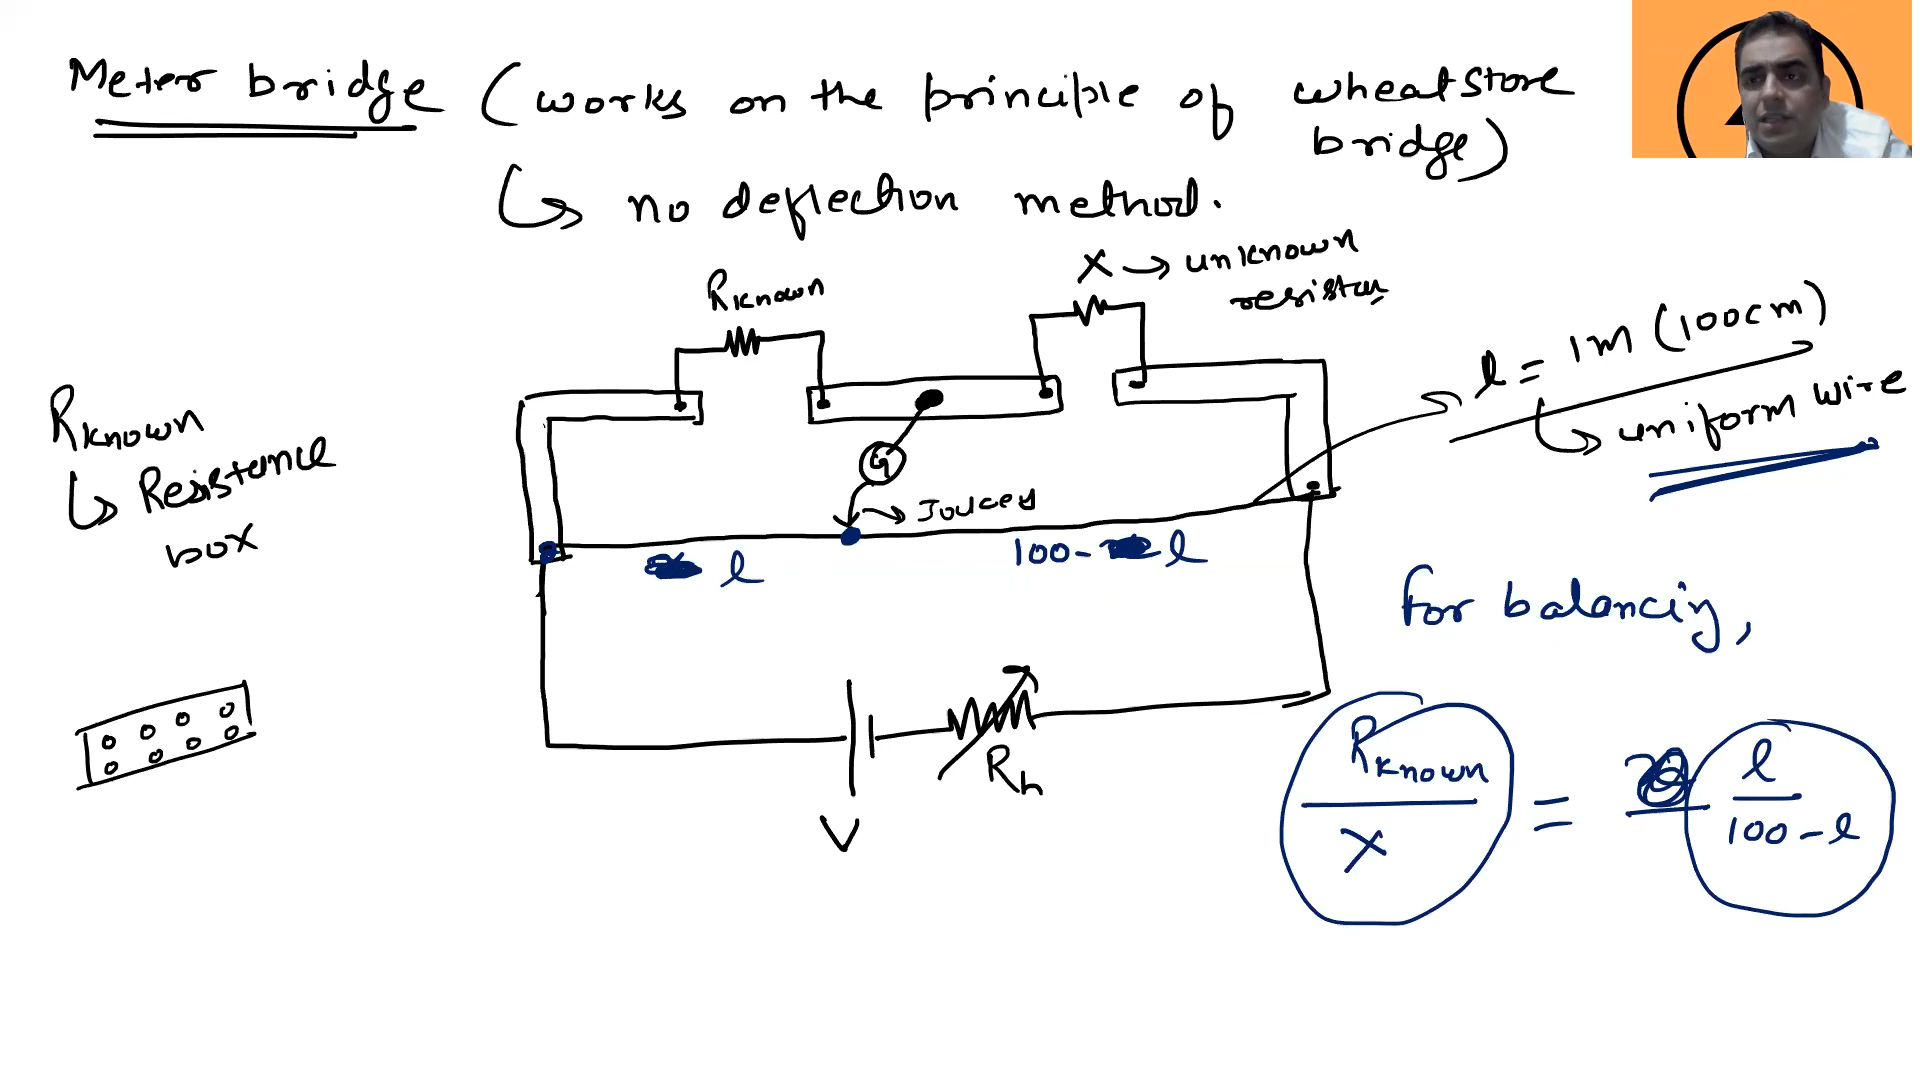 Meter bridge (works on the principle of wheatstone
bridge)
↳ no deflection method.
Rknown
X → unknown
resistor
l = 1m (100cm)
↳ uniform wire
Rknown
↳ Resistance
box
G
→ Jockey
l
100-l
for balancing,
Rknown / X = l / 100-l
Rh
V